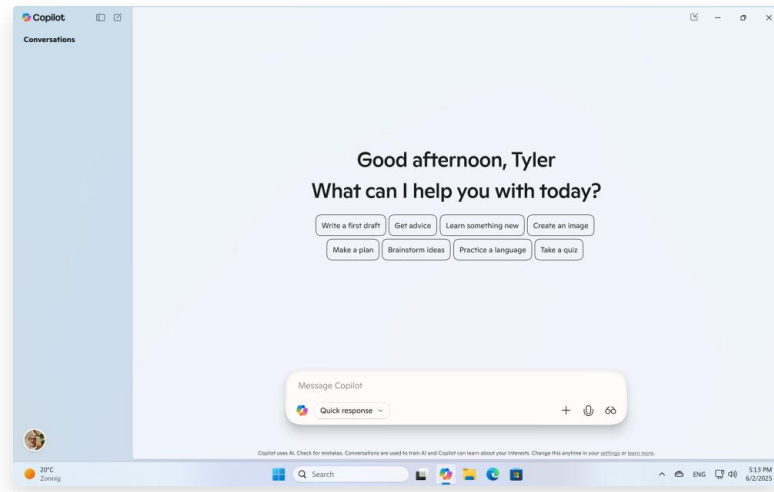 Copilot
Conversations
Good afternoon, Tyler
What can I help you with today?
Write a first draft
Get advice
Learn something new
Create an image
Make a plan
Brainstorm ideas
Practice a language
Take a quiz
Message Copilot
Quick response
Copilot uses AI. Check for mistakes. Conversations are used to train AI and Copilot can learn about your interests. Change this anytime in your settings or learn more.
20°C
Zonnig
Search
ENG
5:13 PM
6/2/2025